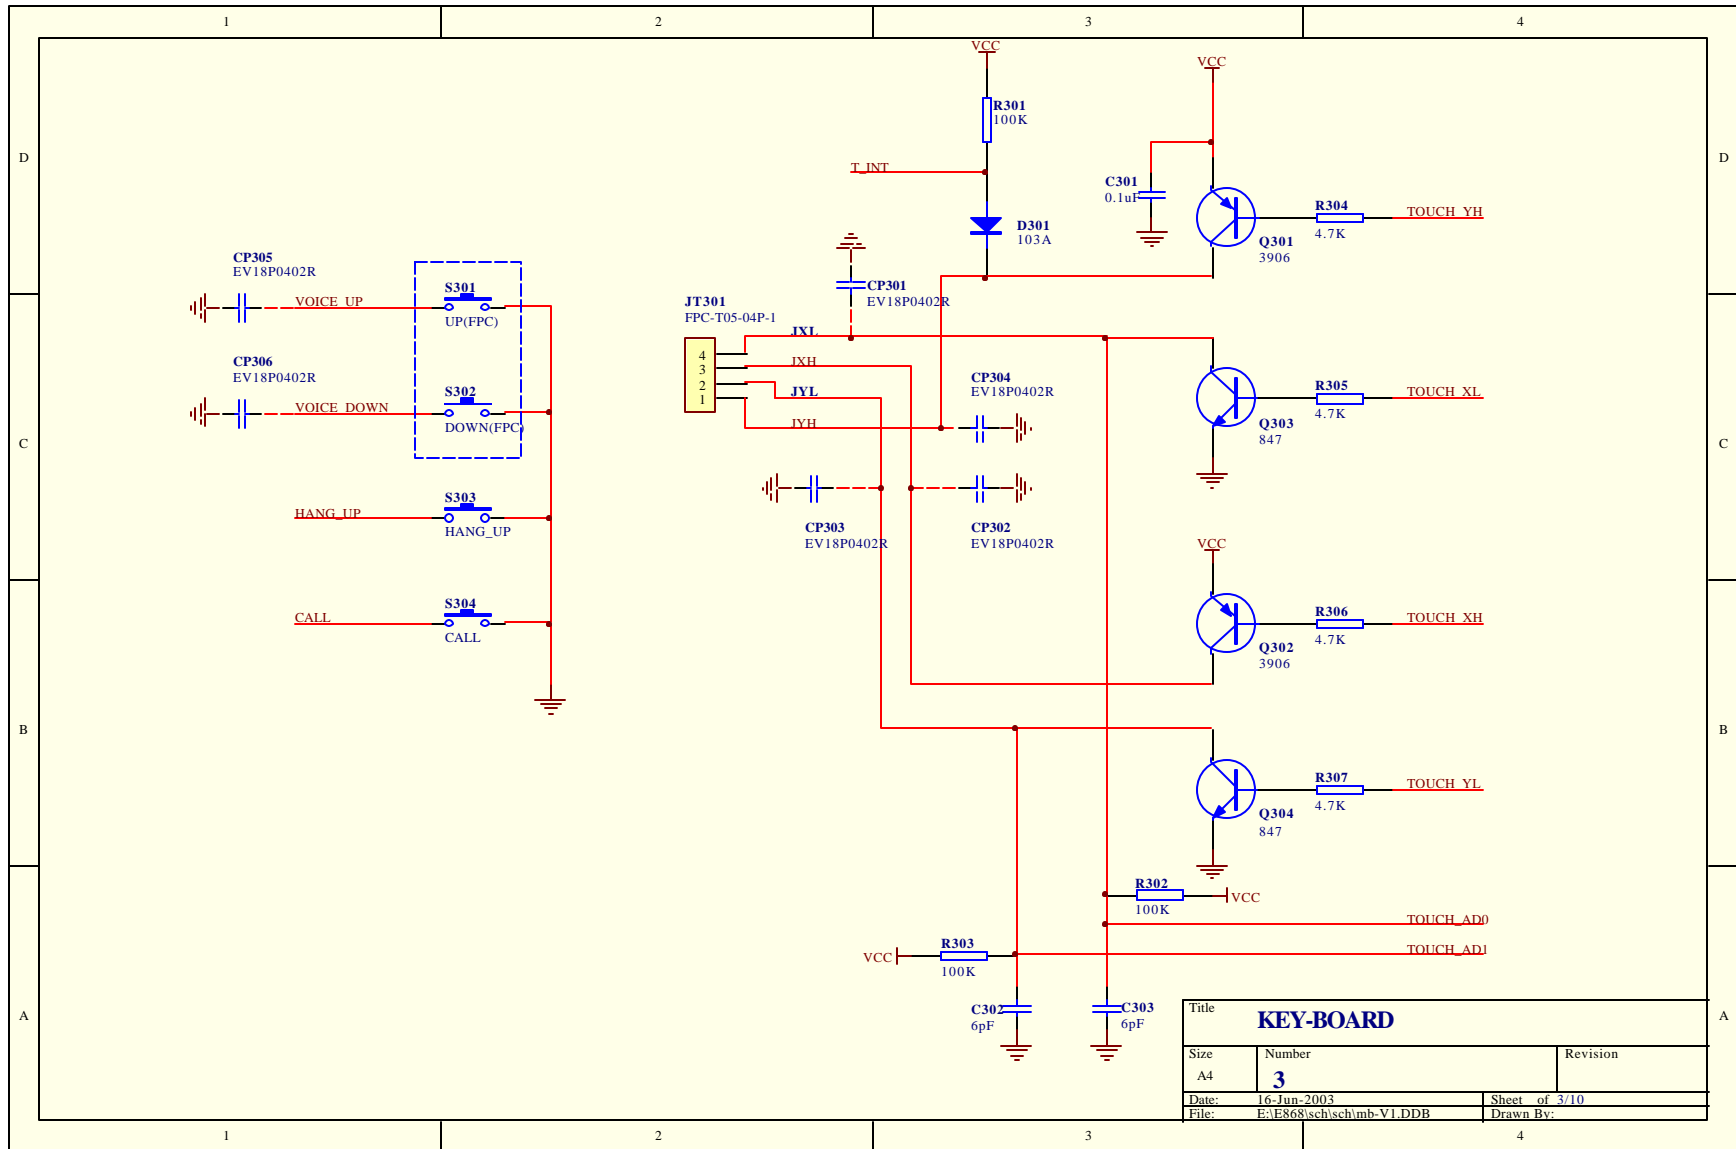 1 2 3 4
VCC
VCC
R301
100K
D
D
T_INT
C301
0.1uF
R304
TOUCH_YH
4.7K
D301
103A
Q301
3906
CP305
EV18P0402R
CP301
EV18P0402R
S301
VOICE_UP
UP(FPC)
JT301
FPC-T05-04P-1
JXL
4
3
2
1
JXH
JYL
JYH
CP306
EV18P0402R
S302
VOICE_DOWN
DOWN(FPC)
CP304
EV18P0402R
R305
TOUCH_XL
4.7K
Q303
847
C
C
S303
HANG_UP
HANG_UP
CP303
EV18P0402R
CP302
EV18P0402R
VCC
S304
CALL
CALL
R306
TOUCH_XH
4.7K
Q302
3906
B
B
R307
TOUCH_YL
4.7K
Q304
847
R302
100K
VCC
TOUCH_AD0
R303
VCC
100K
TOUCH_AD1
C302
6pF
C303
6pF
A
A
Title
KEY-BOARD
Size
Number
Revision
A4
3
Date: 16-Jun-2003 Sheet of 3/10
File: E:\E868\sch\sch\mb-V1.DDB Drawn By:
1 2 3 4